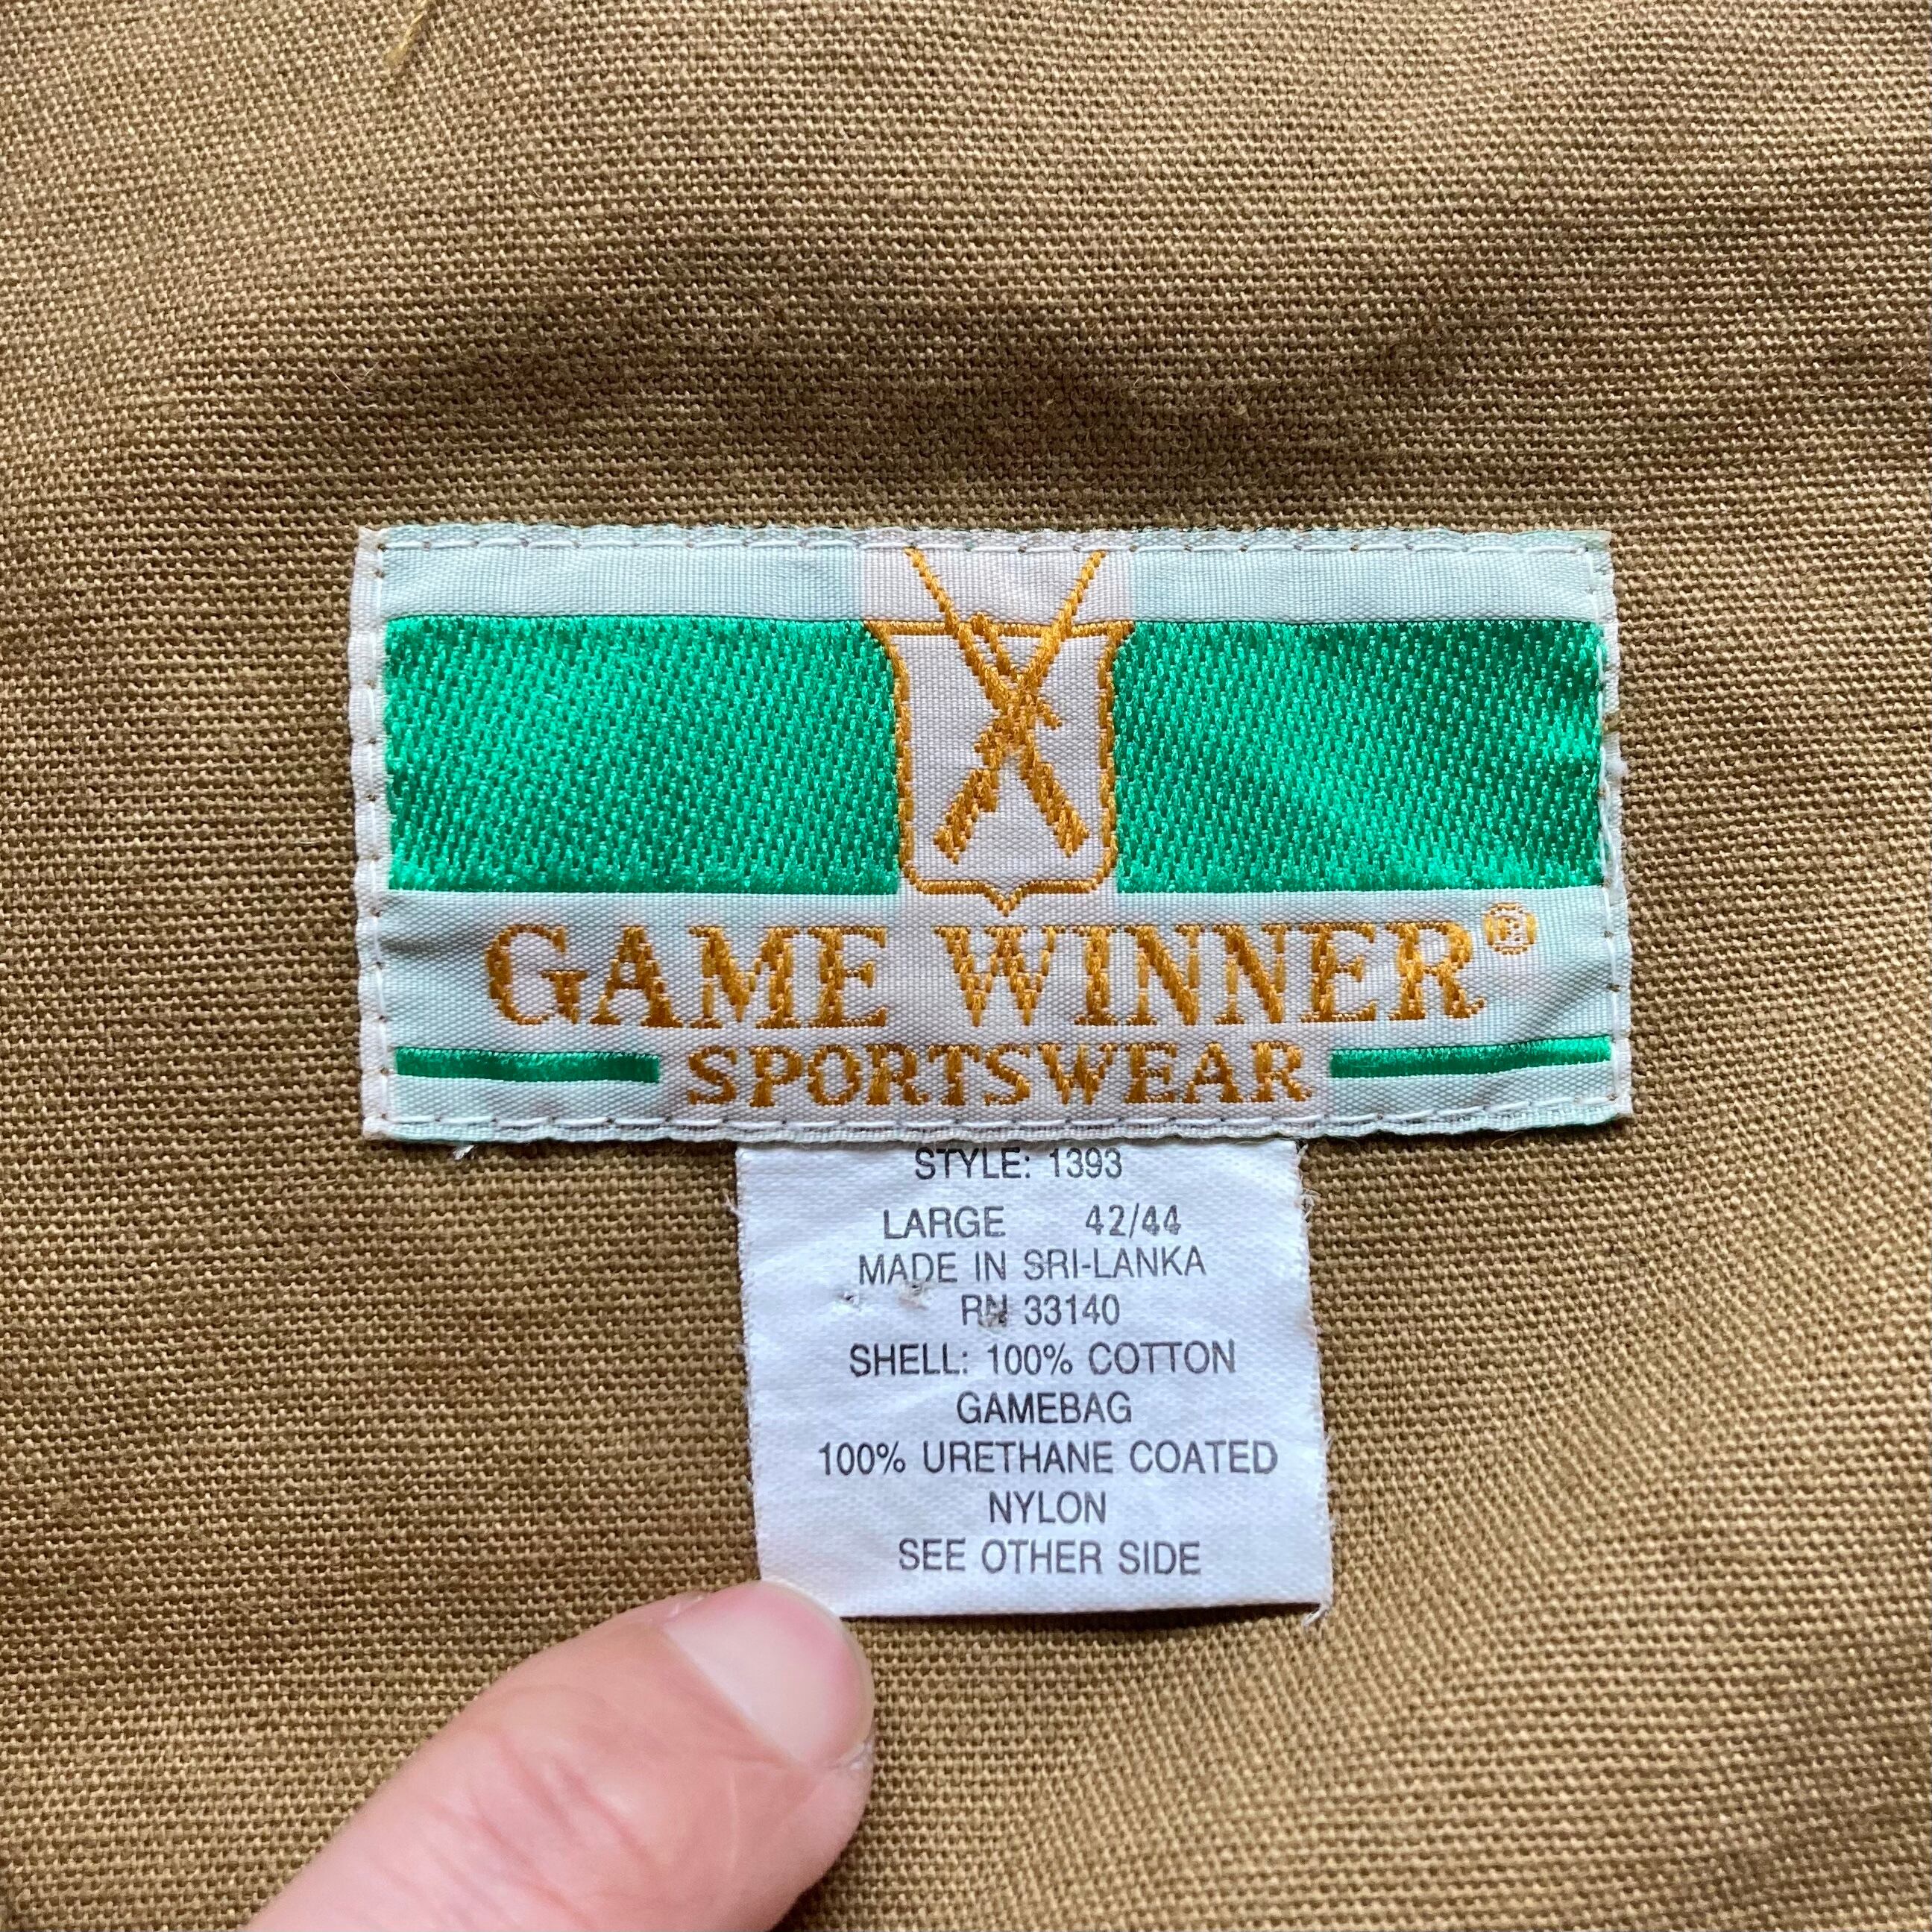 GAME WINNER®
SPORTSWEAR
STYLE: 1393
LARGE 42/44
MADE IN SRI-LANKA
RN 33140
SHELL: 100% COTTON
GAMEBAG
100% URETHANE COATED
NYLON
SEE OTHER SIDE